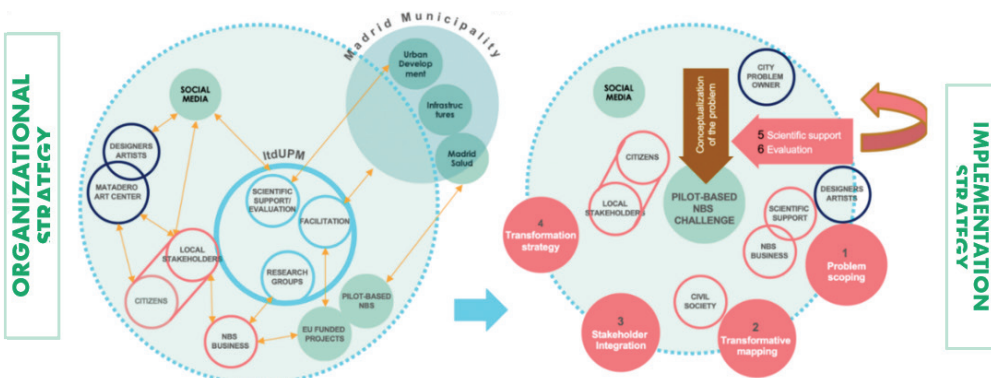 ORGANIZATIONAL
STRATEGY
Madrid Municipality
Urban
Develop
ment
Infrastruc
tures
Madrid
Salud
SOCIAL
MEDIA
DESIGNERS
ARTISTS
MATADERO
ART CENTER
ItdUPM
SCIENTIFIC
SUPPORT/
EVALUATION
FACILITATION
LOCAL
STAKEHOLDERS
RESEARCH
GROUPS
CITIZENS
PILOT-BASED
NBS
NBS
BUSINESS
EU FUNDED
PROJECTS
SOCIAL
MEDIA
Conceptualization
of the problem
CITY
PROBLEM
OWNER
5 Scientific support
6 Evaluation
CITIZENS
LOCAL
STAKEHOLDERS
PILOT-BASED
NBS
CHALLENGE
DESIGNERS
ARTISTS
SCIENTIFIC
SUPPORT
NBS
BUSINESS
4
Transformation
strategy
1
Problem
scoping
CIVIL
SOCIETY
3
Stakeholder
Integration
2
Transformative
mapping
IMPLEMENTATION
STRATEGY